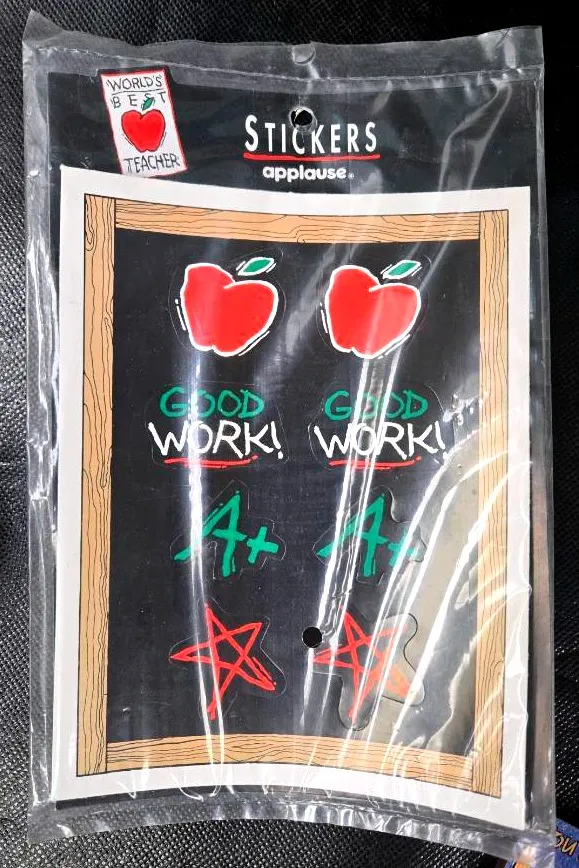 WORLD'S
BEST
TEACHER
STICKERS
applause®
GOOD
WORK!
GOOD
WORK!
A+
A+